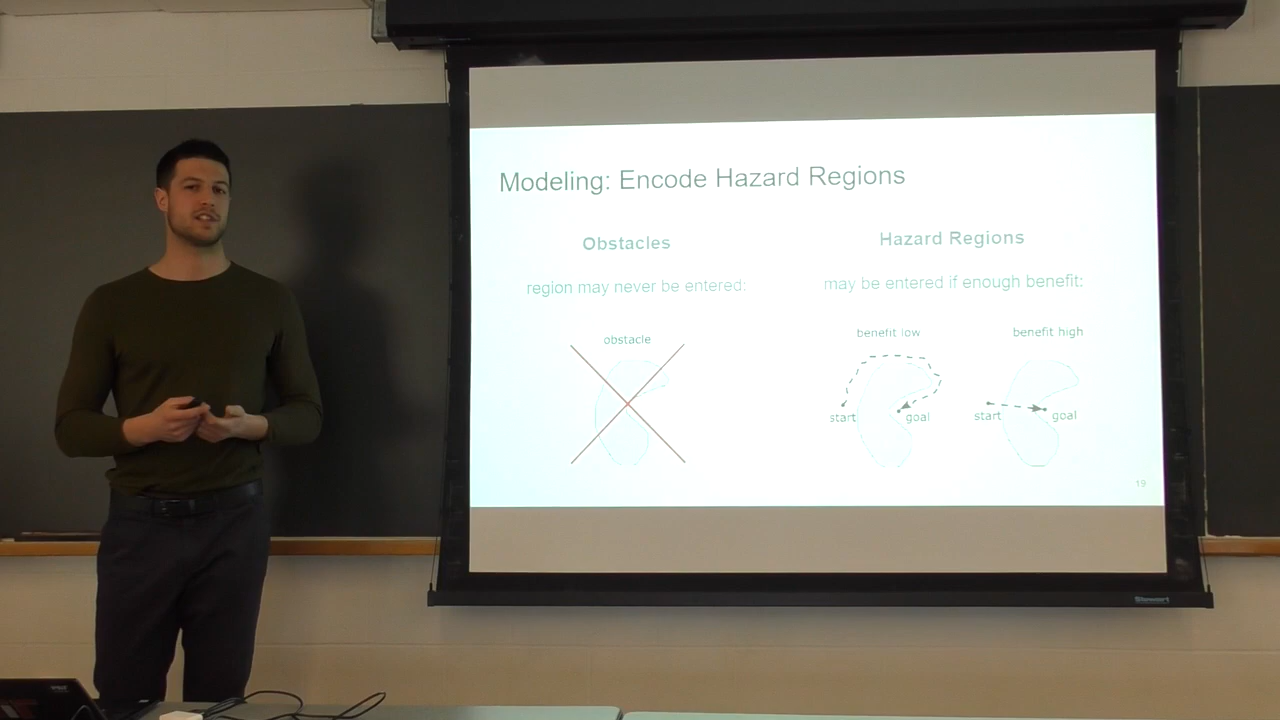 Modeling: Encode Hazard Regions
Obstacles
region may never be entered:
obstacle
Hazard Regions
may be entered if enough benefit:
benefit low
start
goal
benefit high
start
goal
19
Stewart